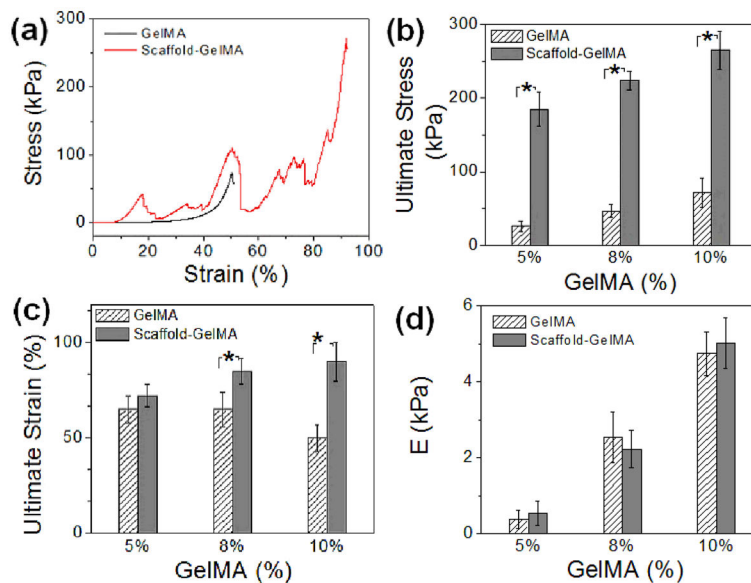 (a)
GelMA
Scaffold-GelMA
300
200
100
0
Stress (kPa)
0 20 40 60 80 100
Strain (%)
(b)
GelMA
Scaffold-GelMA
300
200
100
0
Ultimate Stress
(kPa)
* * *
5% 8% 10%
GelMA (%)
(c)
GelMA
Scaffold-GelMA
100
50
0
Ultimate Strain (%)
* *
5% 8% 10%
GelMA (%)
(d)
GelMA
Scaffold-GelMA
6
4
2
0
E (kPa)
5% 8% 10%
GelMA (%)